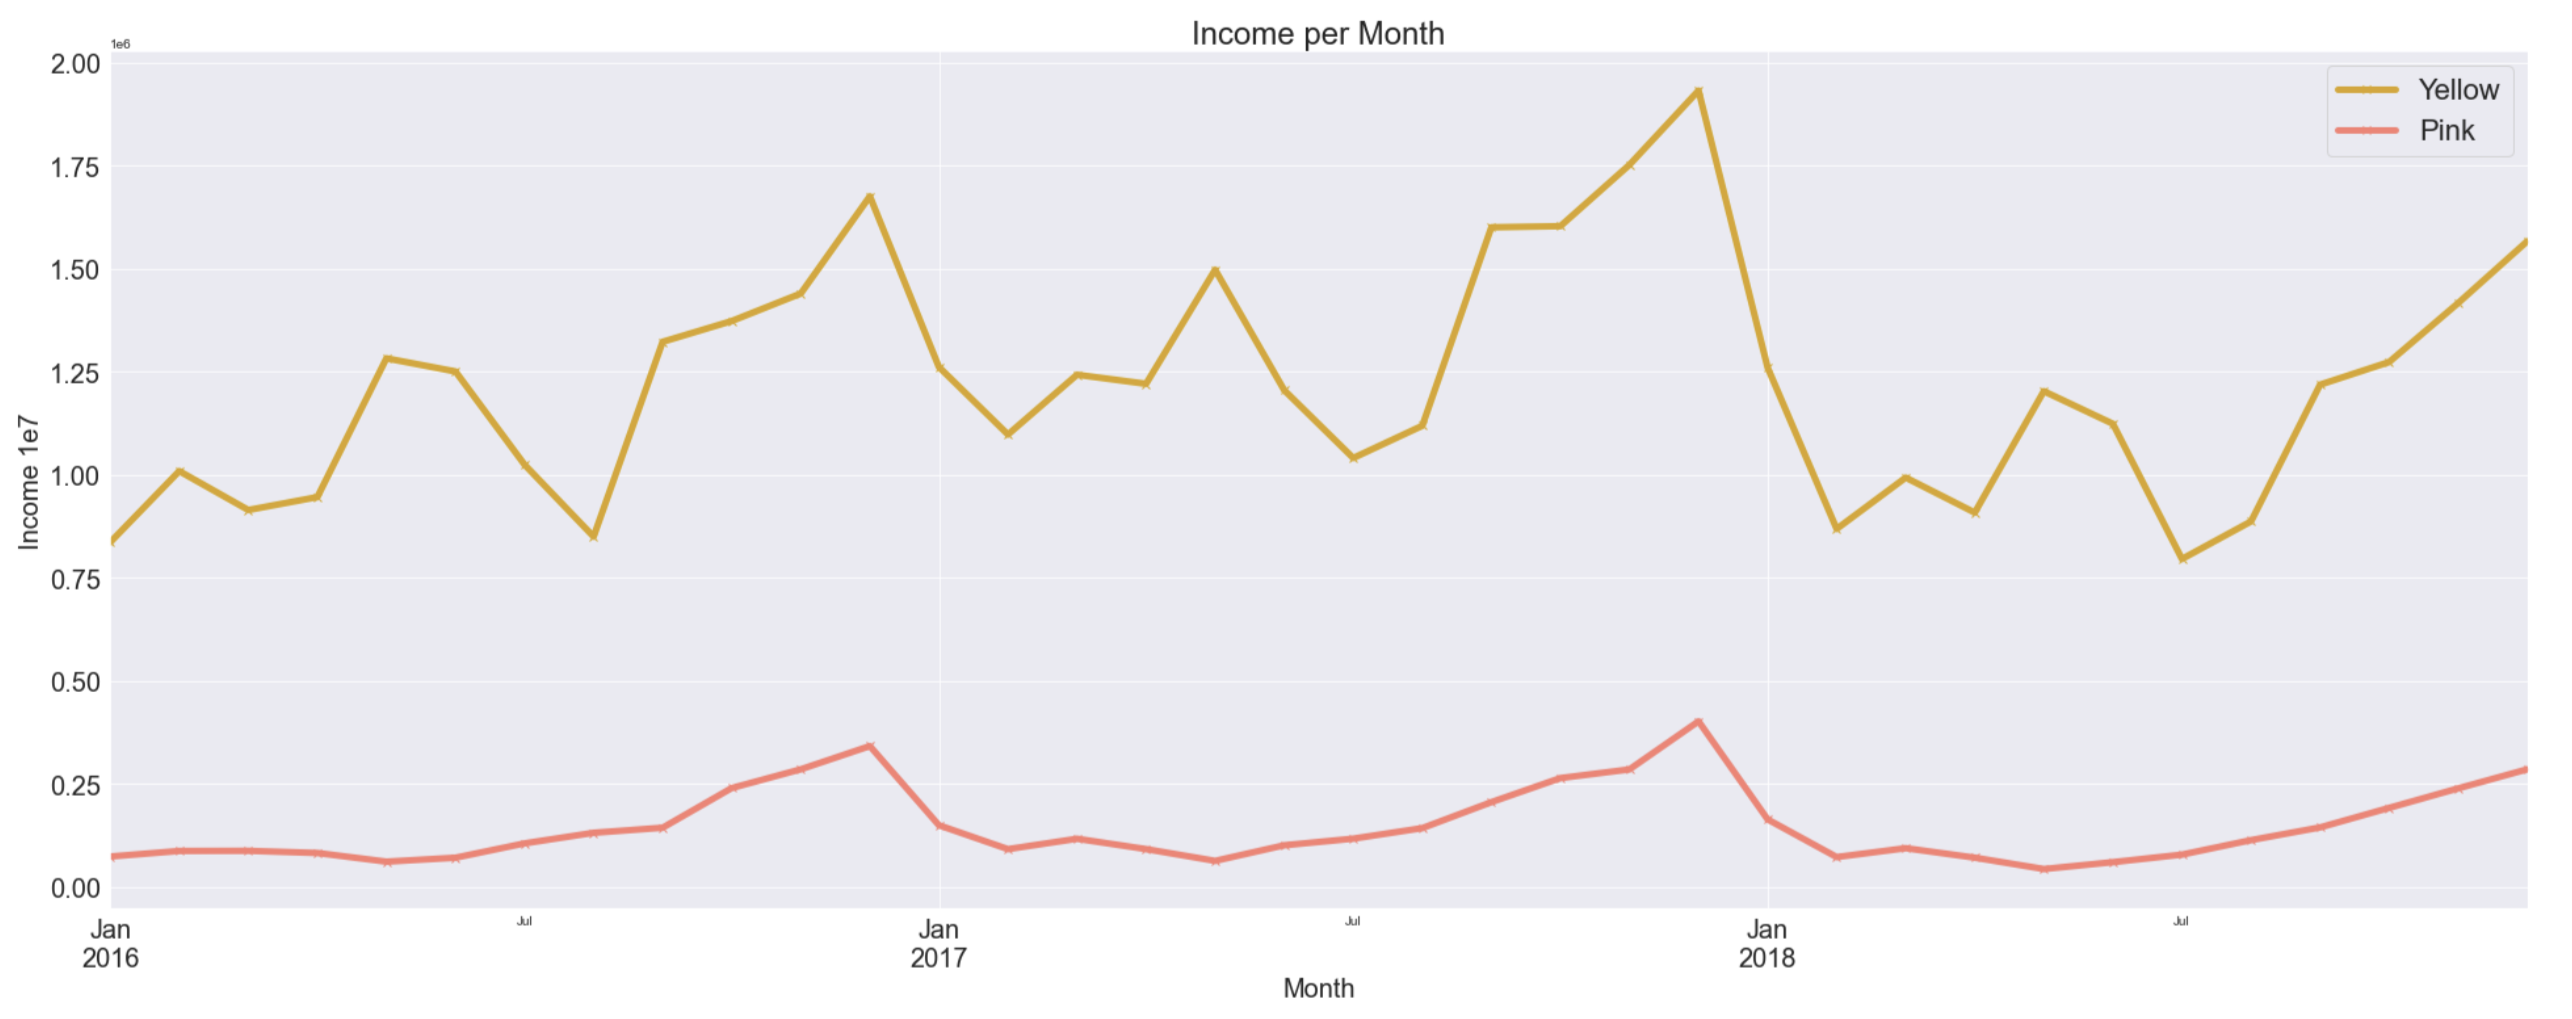 Income per Month
1e6
2.00
1.75
1.50
1.25
1.00
0.75
0.50
0.25
0.00
Income 1e7
Yellow
Pink
Jan
2016
Jul
Jan
2017
Jul
Jan
2018
Jul
Month